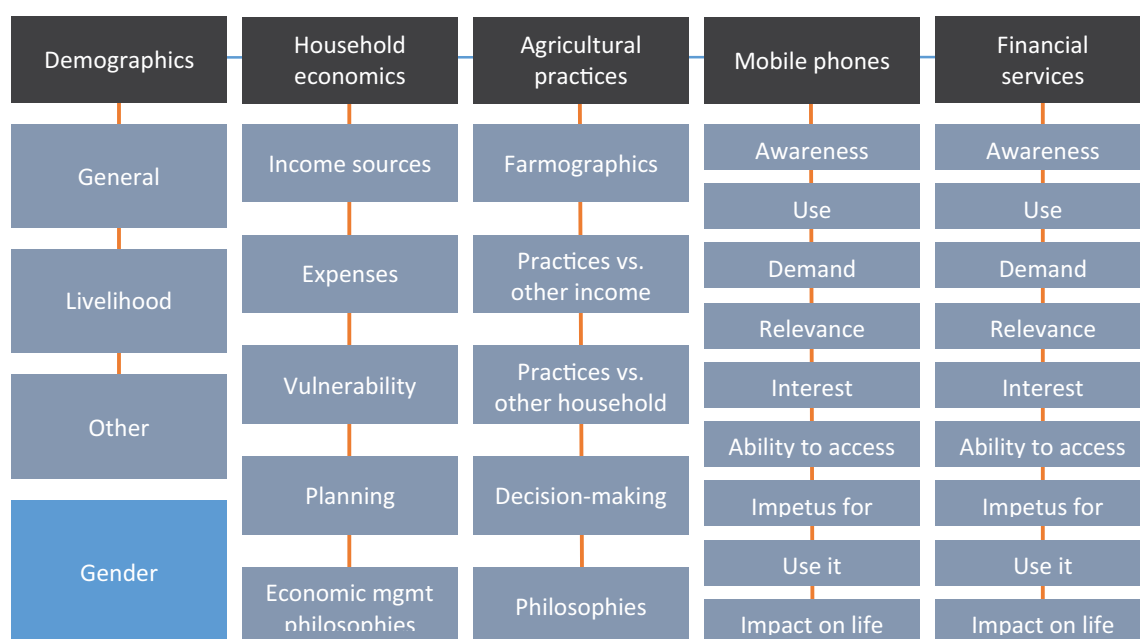 Demographics
General
Livelihood
Other
Gender
Household
economics
Income sources
Expenses
Vulnerability
Planning
Economic mgmt
philosophies
Agricultural
practices
Farmographics
Practices vs.
other income
Practices vs.
other household
Decision-making
Philosophies
Mobile phones
Awareness
Use
Demand
Relevance
Interest
Ability to access
Impetus for
Use it
Impact on life
Financial
services
Awareness
Use
Demand
Relevance
Interest
Ability to access
Impetus for
Use it
Impact on life